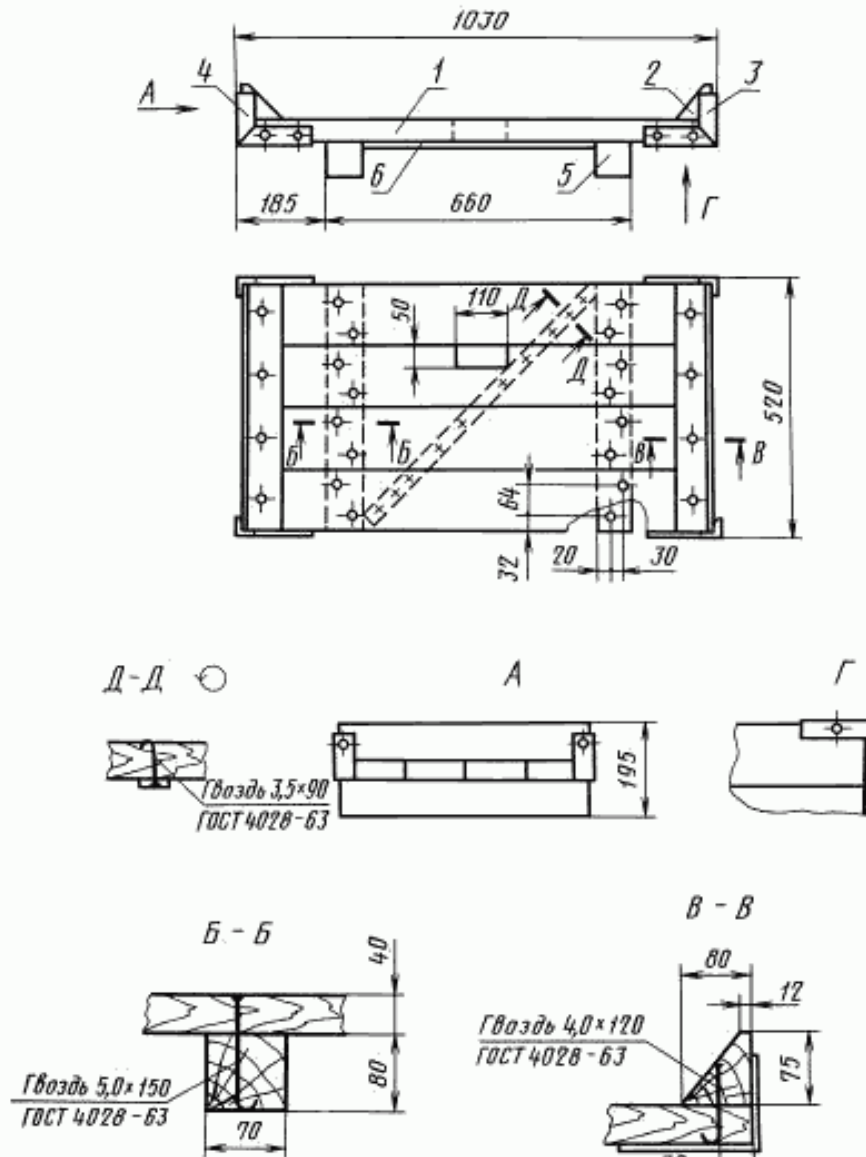 1030
A
4
1
2
3
6
5
Г
185
660
110
Д
50
Д
520
Б
Б
В
В
64
32
20
30
Д-Д
А
Г
195
Гвоздь 3,5×90
ГОСТ 4028-63
Б - Б
40
80
Гвоздь 5,0×150
ГОСТ 4028-63
70
В - В
80
12
Гвоздь 4,0×120
ГОСТ 4028-63
75